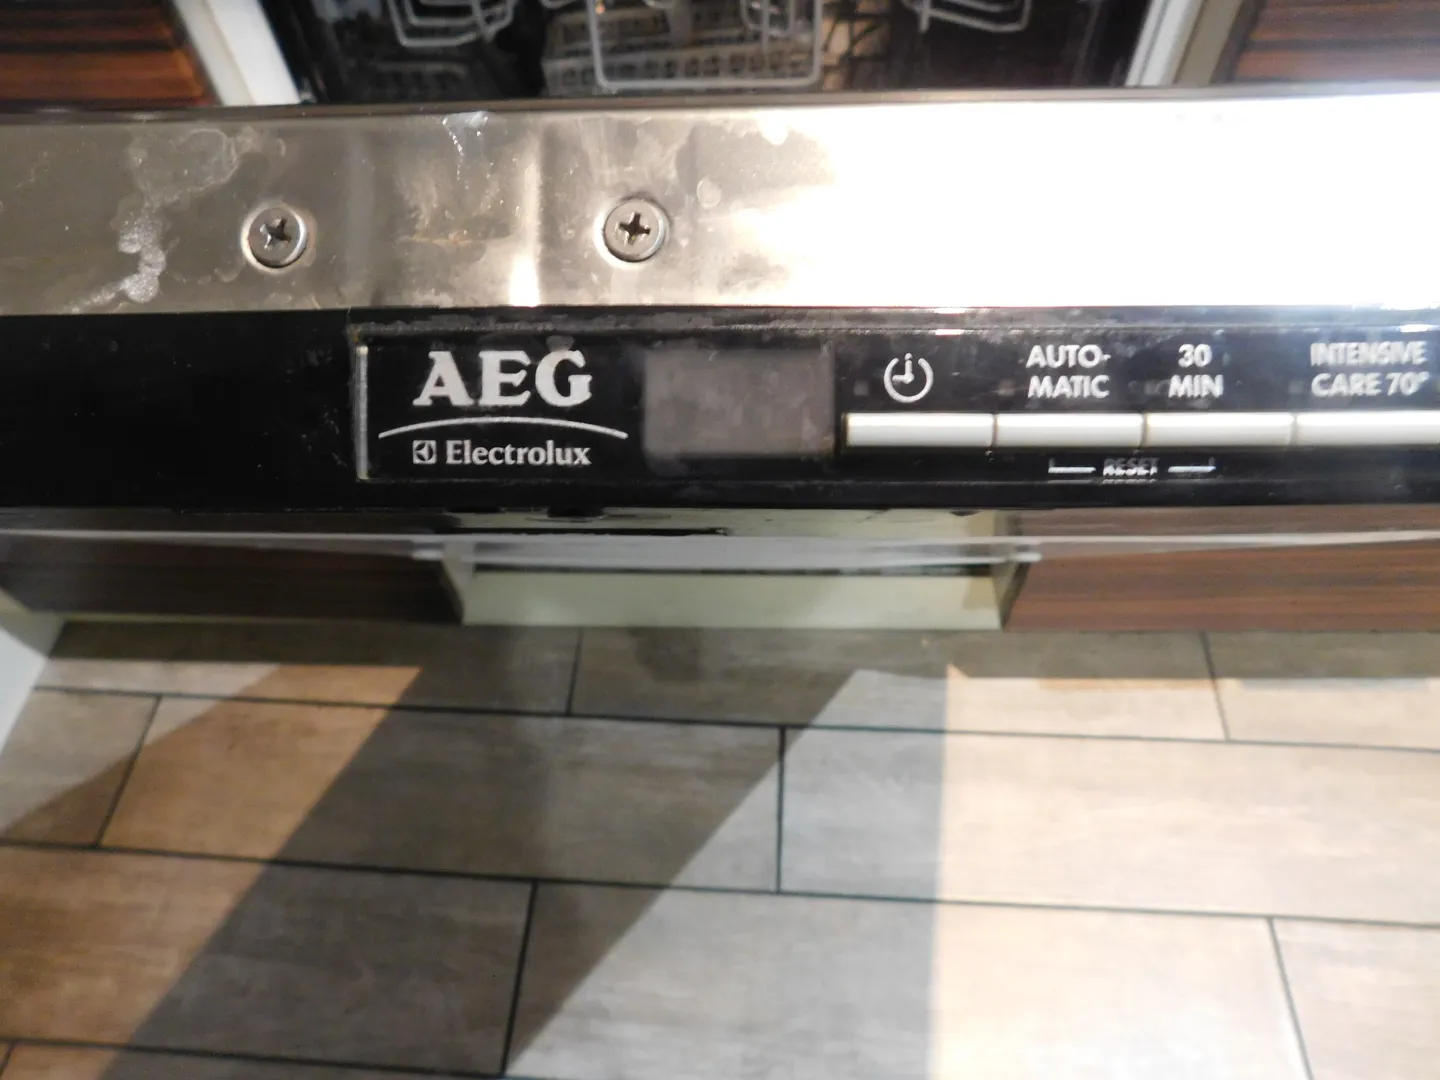 AEG
Electrolux
AUTO-
MATIC
30
MIN
INTENSIVE
CARE 70°
RESET